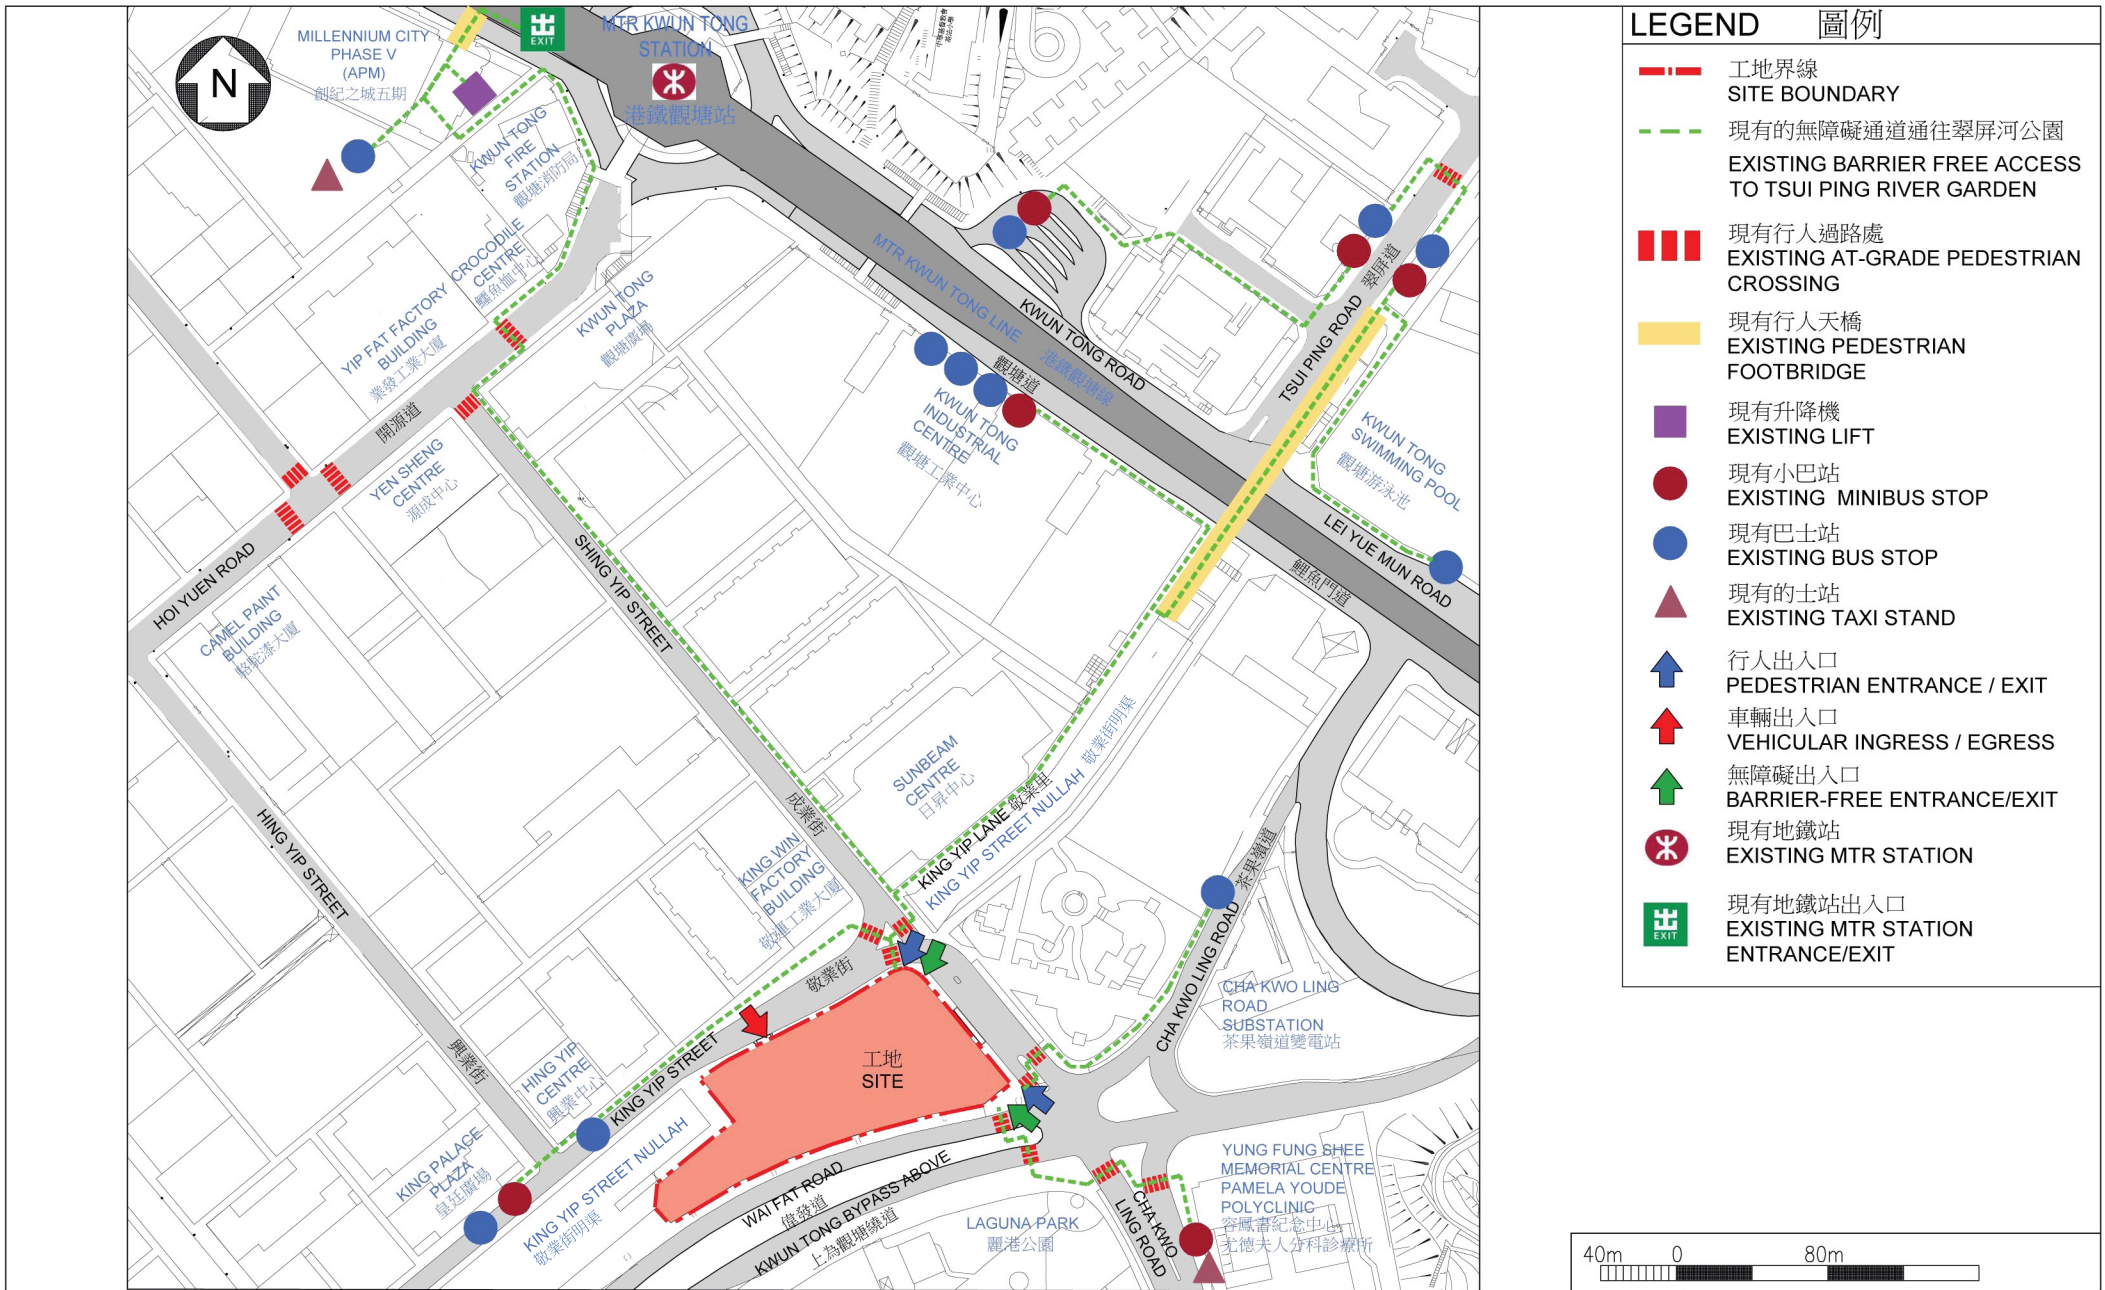 MILLENNIUM CITY
PHASE V
(APM)
創紀之城五期
N
出
EXIT
MTR KWUN TONG
STATION
港鐵觀塘站
KWUN TONG
FIRE
STATION
觀塘消防局
CROCODILE
CENTRE
鱷魚恤中心
YIP FAT FACTORY
BUILDING
業發工業大廈
KWUN TONG
PLAZA
觀塘廣場
開源道
HOI YUEN ROAD
YEN SHENG
CENTRE
源成中心
CAMEL PAINT
BUILDING
駱駝漆大廈
MTR KWUN TONG LINE
港鐵觀塘線
KWUN TONG ROAD
觀塘道
KWUN TONG
INDUSTRIAL
CENTRE
觀塘工業中心
翠屏道
TSUI PING ROAD
KWUN TONG
SWIMMING POOL
觀塘游泳池
LEI YUE MUN ROAD
鯉魚門道
SHING YIP STREET
成業街
SUNBEAM
CENTRE
日昇中心
KING YIP LANE 敬業里
KING YIP STREET NULLAH 敬業街明渠
KING WIN
FACTORY
BUILDING
敬運工業大廈
HING YIP STREET
興業街
敬業街
KING YIP STREET
HING YIP
CENTRE
興業中心
KING PALACE
PLAZA
皇廷廣場
KING YIP STREET NULLAH
敬業街明渠
工地
SITE
WAI FAT ROAD
偉發道
KWUN TONG BYPASS ABOVE
上為觀塘繞道
LAGUNA PARK
麗港公園
CHA KWO LING ROAD 茶果嶺道
CHA KWO LING
ROAD
SUBSTATION
茶果嶺道變電站
CHA KWO
LING ROAD
YUNG FUNG SHEE
MEMORIAL CENTRE
PAMELA YOUDE
POLYCLINIC
容鳳書紀念中心
尤德夫人分科診療所
LEGEND 圖例
工地界線
SITE BOUNDARY
現有的無障礙通道通往翠屏河公園
EXISTING BARRIER FREE ACCESS
TO TSUI PING RIVER GARDEN
現有行人過路處
EXISTING AT-GRADE PEDESTRIAN
CROSSING
現有行人天橋
EXISTING PEDESTRIAN
FOOTBRIDGE
現有升降機
EXISTING LIFT
現有小巴站
EXISTING MINIBUS STOP
現有巴士站
EXISTING BUS STOP
現有的士站
EXISTING TAXI STAND
行人出入口
PEDESTRIAN ENTRANCE / EXIT
車輛出入口
VEHICULAR INGRESS / EGRESS
無障礙出入口
BARRIER-FREE ENTRANCE/EXIT
現有地鐵站
EXISTING MTR STATION
出
EXIT
現有地鐵站出入口
EXISTING MTR STATION
ENTRANCE/EXIT
40m 0 80m